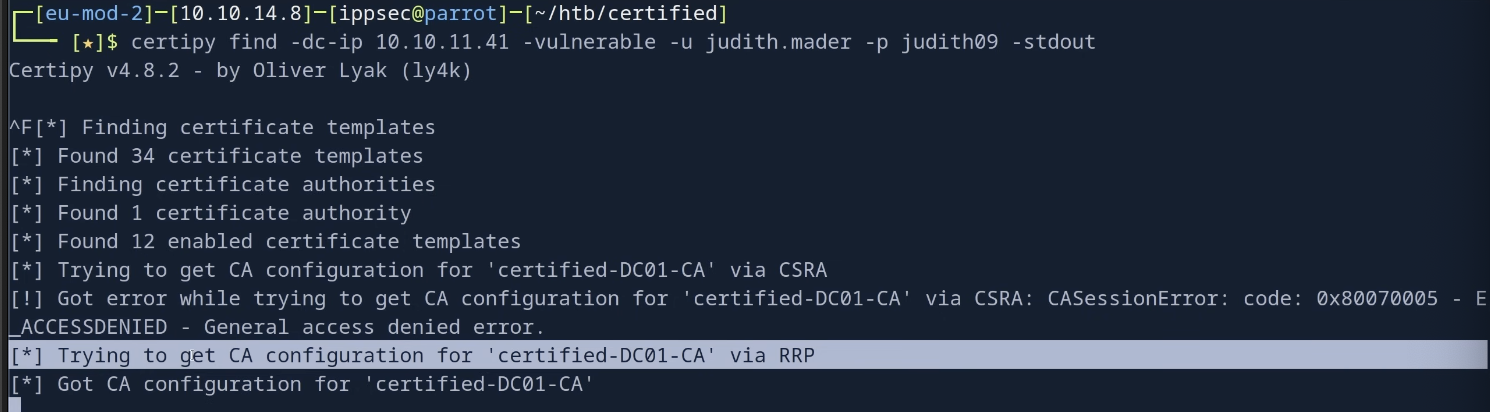 ┌─[eu-mod-2]─[10.10.14.8]─[ippsec@parrot]─[~/htb/certified]
└──╼ [★]$ certipy find -dc-ip 10.10.11.41 -vulnerable -u judith.mader -p judith09 -stdout
Certipy v4.8.2 - by Oliver Lyak (ly4k)
^F[*] Finding certificate templates
[*] Found 34 certificate templates
[*] Finding certificate authorities
[*] Found 1 certificate authority
[*] Found 12 enabled certificate templates
[*] Trying to get CA configuration for 'certified-DC01-CA' via CSRA
[!] Got error while trying to get CA configuration for 'certified-DC01-CA' via CSRA: CASessionError: code: 0x80070005 - E
_ACCESSDENIED - General access denied error.
[*] Trying to get CA configuration for 'certified-DC01-CA' via RRP
[*] Got CA configuration for 'certified-DC01-CA'